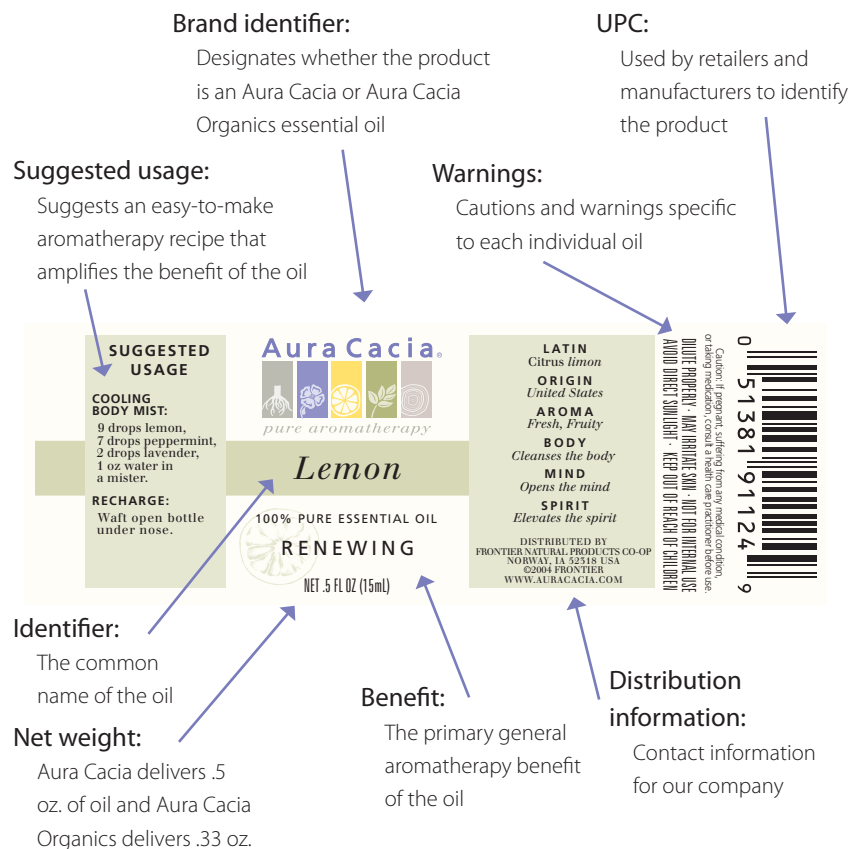 Brand identifier:
Designates whether the product
is an Aura Cacia or Aura Cacia
Organics essential oil
UPC:
Used by retailers and
manufacturers to identify
the product
Suggested usage:
Suggests an easy-to-make
aromatherapy recipe that
amplifies the benefit of the oil
Warnings:
Cautions and warnings specific
to each individual oil
SUGGESTED
USAGE
COOLING
BODY MIST:
9 drops lemon,
7 drops peppermint,
2 drops lavender,
1 oz water in
a mister.
RECHARGE:
Waft open bottle
under nose.
Aura Cacia®
pure aromatherapy
Lemon
100% PURE ESSENTIAL OIL
RENEWING
NET .5 FL OZ (15mL)
LATIN
Citrus limon
ORIGIN
United States
AROMA
Fresh, Fruity
BODY
Cleanses the body
MIND
Opens the mind
SPIRIT
Elevates the spirit
DISTRIBUTED BY
FRONTIER NATURAL PRODUCTS CO-OP
NORWAY, IA 52318 USA
©2004 FRONTIER
WWW.AURACACIA.COM
Caution: If pregnant, suffering from any medical condition,
or taking medication, consult a health care practitioner before use.
DILUTE PROPERLY · MAY IRRITATE SKIN · NOT FOR INTERNAL USE
AVOID DIRECT SUNLIGHT · KEEP OUT OF REACH OF CHILDREN
0 51381 91124 9
Identifier:
The common
name of the oil
Net weight:
Aura Cacia delivers .5
oz. of oil and Aura Cacia
Organics delivers .33 oz.
Benefit:
The primary general
aromatherapy benefit
of the oil
Distribution
information:
Contact information
for our company